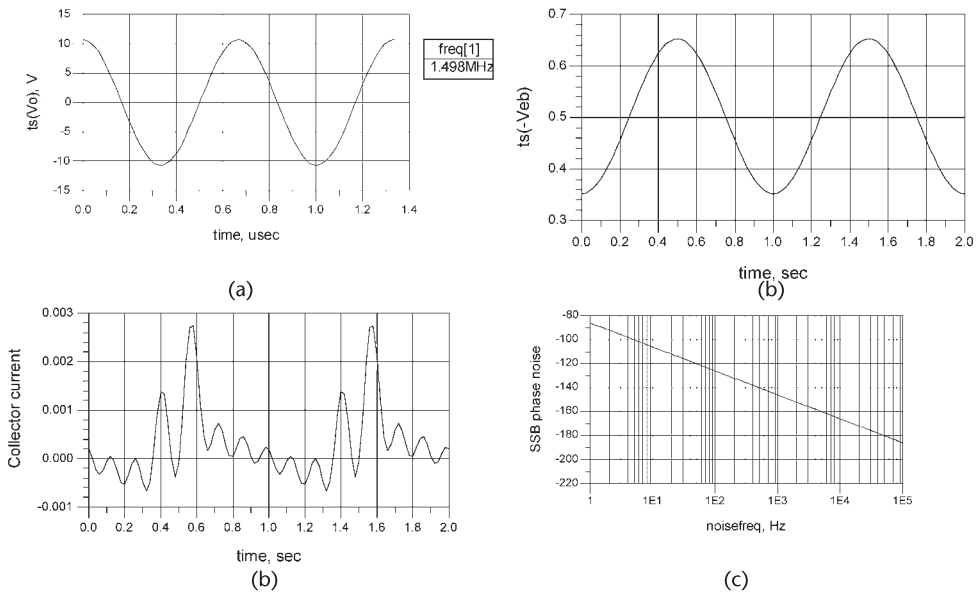 15
10
5
0
-5
-10
-15
ts(Vo), V
0.0 0.2 0.4 0.6 0.8 1.0 1.2 1.4
time, usec
freq[1]
1.498MHz
(a)
0.7
0.6
0.5
0.4
0.3
ts(-Veb)
0.0 0.2 0.4 0.6 0.8 1.0 1.2 1.4 1.6 1.8 2.0
time, sec
(b)
0.003
0.002
0.001
0.000
-0.001
Collector current
0.0 0.2 0.4 0.6 0.8 1.0 1.2 1.4 1.6 1.8 2.0
time, sec
(b)
-80
-100
-120
-140
-160
-180
-200
-220
SSB phase noise
1 1E1 1E2 1E3 1E4 1E5
noisefreq, Hz
(c)